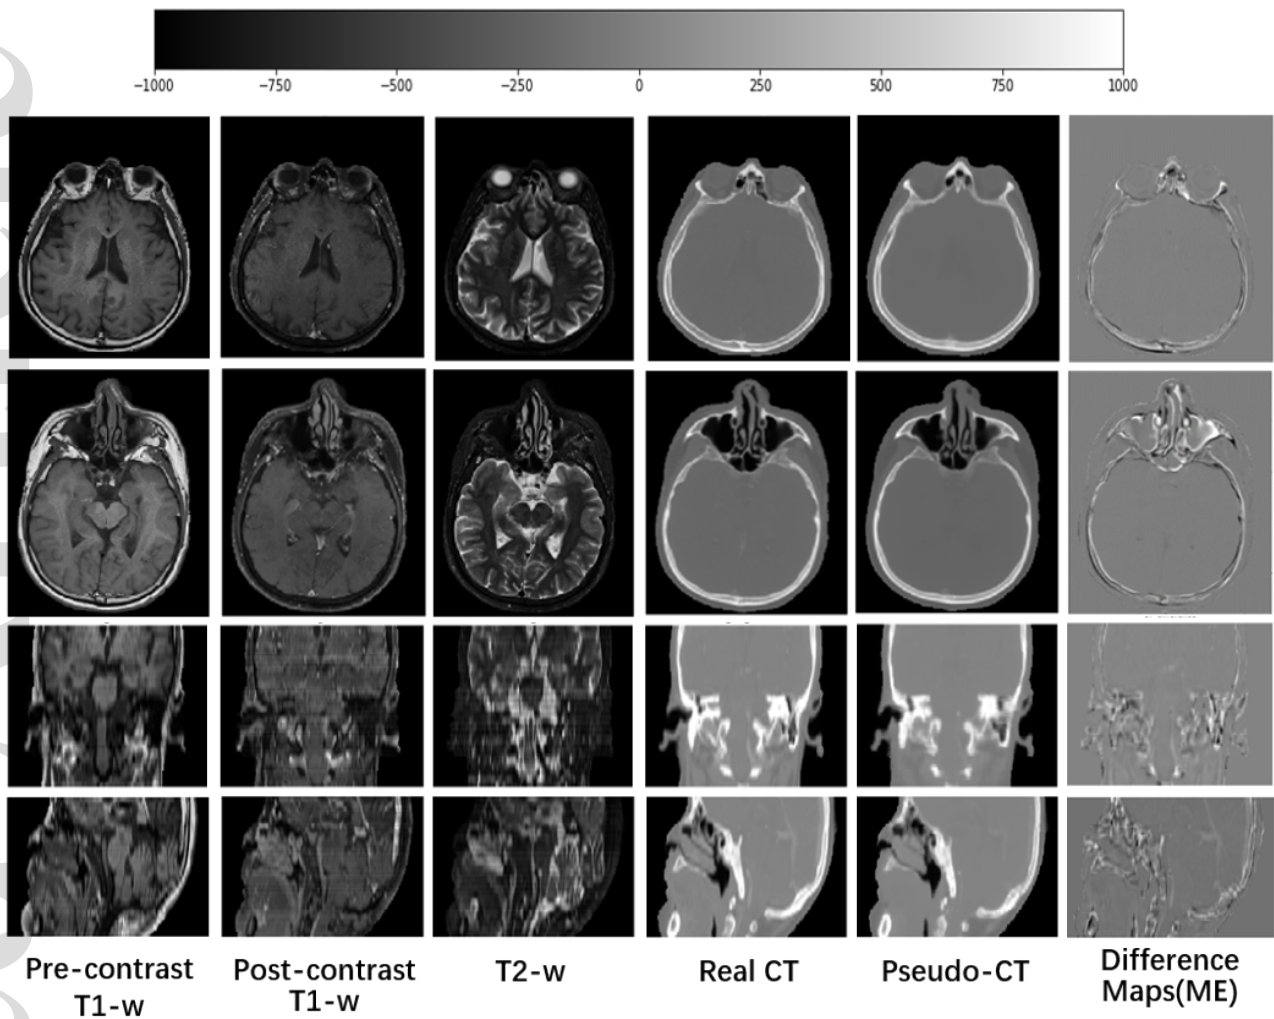 −1000 −750 −500 −250 0 250 500 750 1000
Pre-contrast T1-w
Post-contrast T1-w
T2-w
Real CT
Pseudo-CT
Difference Maps(ME)